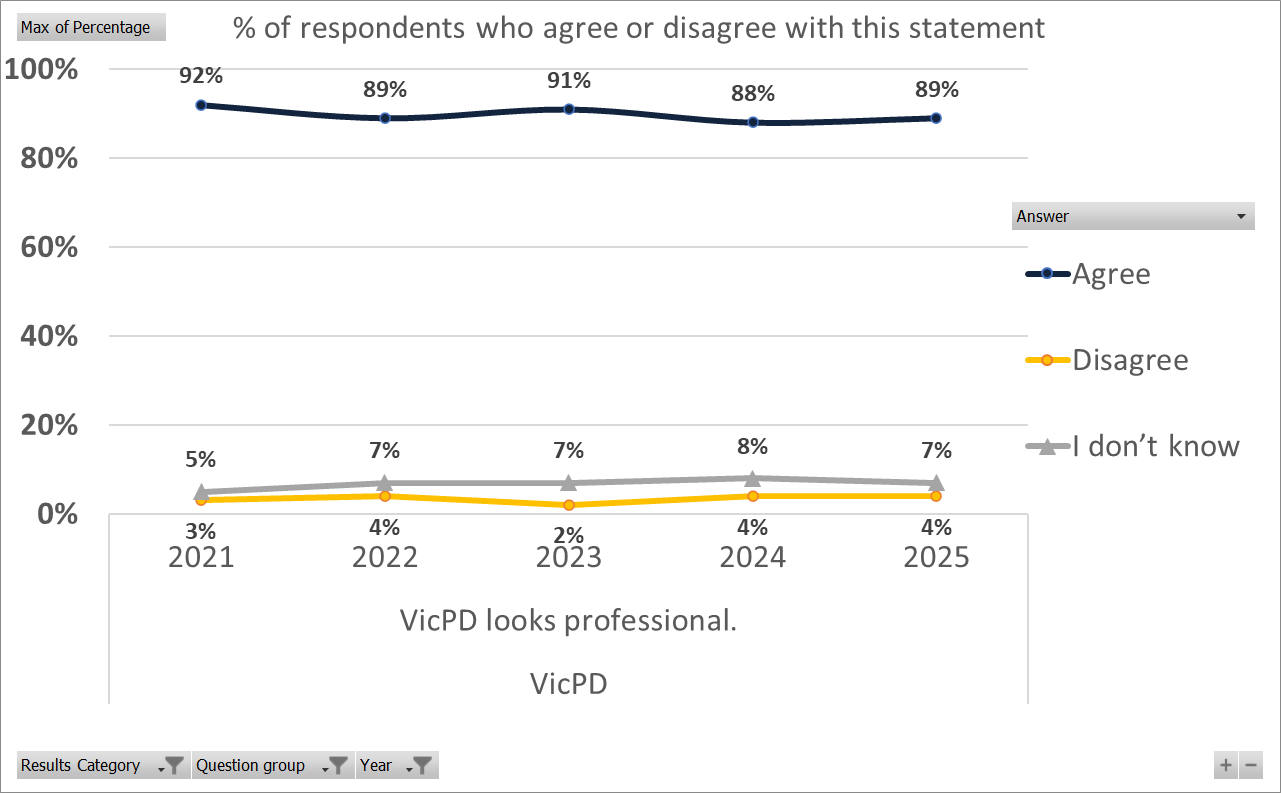 Max of Percentage
% of respondents who agree or disagree with this statement
100%
80%
60%
40%
20%
0%
92%
89%
91%
88%
89%
5%
7%
7%
8%
7%
3%
4%
2%
4%
4%
2021
2022
2023
2024
2025
VicPD looks professional.
VicPD
Answer
Agree
Disagree
I don’t know
Results Category
Question group
Year
+
−